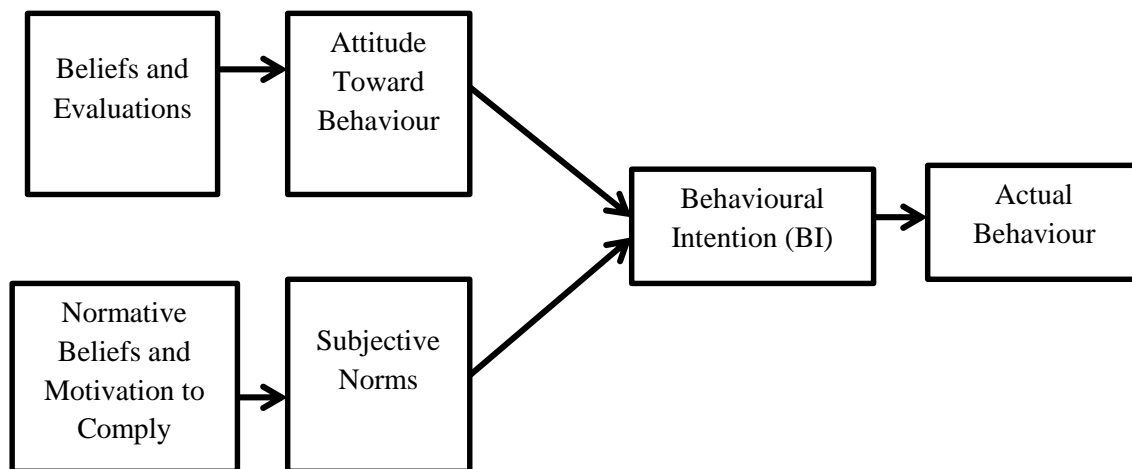 Beliefs and
Evaluations
Attitude
Toward
Behaviour
Behavioural
Intention (BI)
Actual
Behaviour
Normative
Beliefs and
Motivation to
Comply
Subjective
Norms